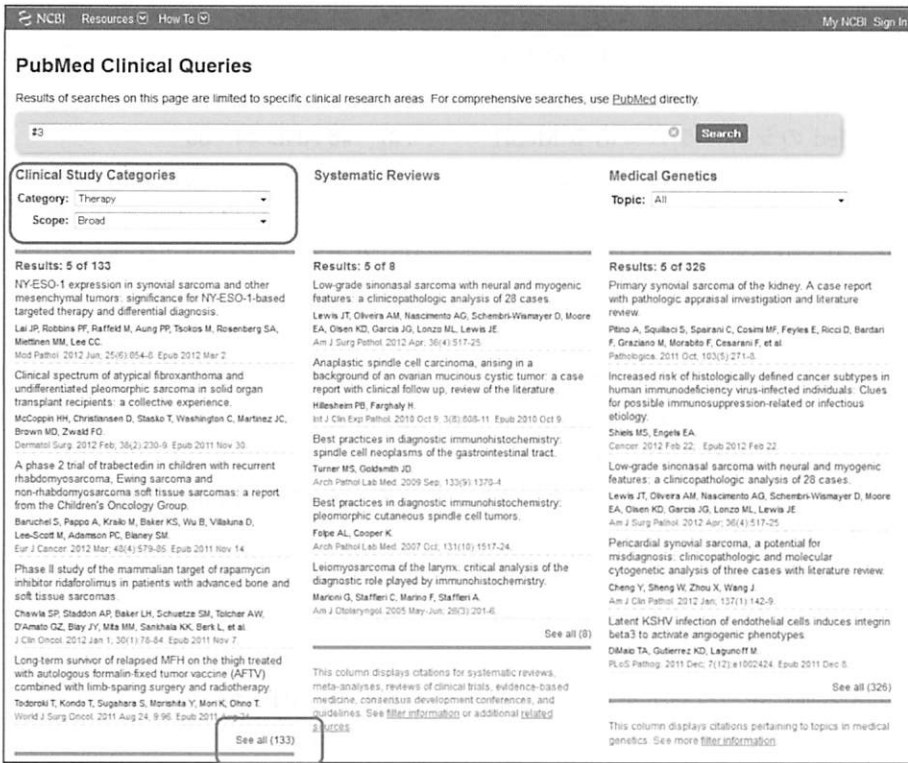 NCBI Resources How To My NCBI Sign In
PubMed Clinical Queries
Results of searches on this page are limited to specific clinical research areas. For comprehensive searches, use PubMed directly.
#3 Search
Clinical Study Categories
Category: Therapy
Scope: Broad
Results: 5 of 133
NY-ESO-1 expression in synovial sarcoma and other
mesenchymal tumors: significance for NY-ESO-1-based
targeted therapy and differential diagnosis.
Lai JP, Robbins PF, Raffeld M, Aung PP, Tsokos M, Rosenberg SA,
Miettinen MM, Lee CC.
Mod Pathol. 2012 Jun; 25(6):854-8. Epub 2012 Mar 2.
Clinical spectrum of atypical fibroxanthoma and
undifferentiated pleomorphic sarcoma in solid organ
transplant recipients: a collective experience.
McCoppin HH, Christiansen D, Stasko T, Washington C, Martinez JC,
Brown MD, Zwald FO.
Dermatol Surg. 2012 Feb; 38(2):230-9. Epub 2011 Nov 30.
A phase 2 trial of trabectedin in children with recurrent
rhabdomyosarcoma, Ewing sarcoma and
non-rhabdomyosarcoma soft tissue sarcomas: a report
from the Children's Oncology Group.
Baruchel S, Pappo A, Krailo M, Baker KS, Wu B, Villaluna D,
Lee-Scott M, Adamson PC, Blaney SM.
Eur J Cancer. 2012 Mar; 48(4):579-85. Epub 2011 Nov 14.
Phase II study of the mammalian target of rapamycin
inhibitor ridaforolimus in patients with advanced bone and
soft tissue sarcomas.
Chawla SP, Staddon AP, Baker LH, Schuetze SM, Tolcher AW,
D'Amato GZ, Blay JY, Mita MM, Sankhala KK, Berk L, et al.
J Clin Oncol. 2012 Jan 1; 30(1):78-84. Epub 2011 Nov 7.
Long-term survivor of relapsed MFH on the thigh treated
with autologous formalin-fixed tumor vaccine (AFTV)
combined with limb-sparing surgery and radiotherapy.
Todoroki T, Kondo T, Sugahara S, Morishita Y, Mori K, Ohno T.
World J Surg Oncol. 2011 Aug 24; 9:96. Epub 2011 Aug 24.
See all (133)
Systematic Reviews
Results: 5 of 8
Low-grade sinonasal sarcoma with neural and myogenic
features: a clinicopathologic analysis of 28 cases.
Lewis JT, Oliveira AM, Nascimento AG, Schembri-Wismayer D, Moore
EA, Olsen KD, Garcia JG, Lonzo ML, Lewis JE.
Am J Surg Pathol. 2012 Apr; 36(4):517-25.
Anaplastic spindle cell carcinoma, arising in a
background of an ovarian mucinous cystic tumor: a case
report with clinical follow up, review of the literature.
Hillesheim PB, Farghaly H.
Int J Clin Exp Pathol. 2010 Oct 9; 3(8):808-11. Epub 2010 Oct 9.
Best practices in diagnostic immunohistochemistry:
spindle cell neoplasms of the gastrointestinal tract.
Turner MS, Goldsmith JD.
Arch Pathol Lab Med. 2009 Sep; 133(9):1370-4.
Best practices in diagnostic immunohistochemistry:
pleomorphic cutaneous spindle cell tumors.
Folpe AL, Cooper K.
Arch Pathol Lab Med. 2007 Oct; 131(10):1517-24.
Leiomyosarcoma of the larynx: critical analysis of the
diagnostic role played by immunohistochemistry.
Marioni G, Staffieri C, Marino F, Staffieri A.
Am J Otolaryngol. 2005 May-Jun; 26(3):201-6.
See all (8)
This column displays citations for systematic reviews,
meta-analyses, reviews of clinical trials, evidence-based
medicine, consensus development conferences, and
guidelines. See filter information or additional related
sources.
Medical Genetics
Topic: All
Results: 5 of 326
Primary synovial sarcoma of the kidney. A case report
with pathologic appraisal investigation and literature
review.
Pitino A, Squillaci S, Spairani C, Cosimi MF, Feyles E, Ricci D, Bardari
F, Graziano M, Morabito F, Cesarani F, et al.
Pathologica. 2011 Oct; 103(5):271-8.
Increased risk of histologically defined cancer subtypes in
human immunodeficiency virus-infected individuals: Clues
for possible immunosuppression-related or infectious
etiology.
Shiels MS, Engels EA.
Cancer. 2012 Feb 22; . Epub 2012 Feb 22.
Low-grade sinonasal sarcoma with neural and myogenic
features: a clinicopathologic analysis of 28 cases.
Lewis JT, Oliveira AM, Nascimento AG, Schembri-Wismayer D, Moore
EA, Olsen KD, Garcia JG, Lonzo ML, Lewis JE.
Am J Surg Pathol. 2012 Apr; 36(4):517-25.
Pericardial synovial sarcoma, a potential for
misdiagnosis: clinicopathologic and molecular
cytogenetic analysis of three cases with literature review.
Cheng Y, Sheng W, Zhou X, Wang J.
Am J Clin Pathol. 2012 Jan; 137(1):142-9.
Latent KSHV infection of endothelial cells induces integrin
beta3 to activate angiogenic phenotypes.
DiMaio TA, Gutierrez KD, Lagunoff M.
PLoS Pathog. 2011 Dec; 7(12):e1002424. Epub 2011 Dec 8.
See all (326)
This column displays citations pertaining to topics in medical
genetics. See more filter information.